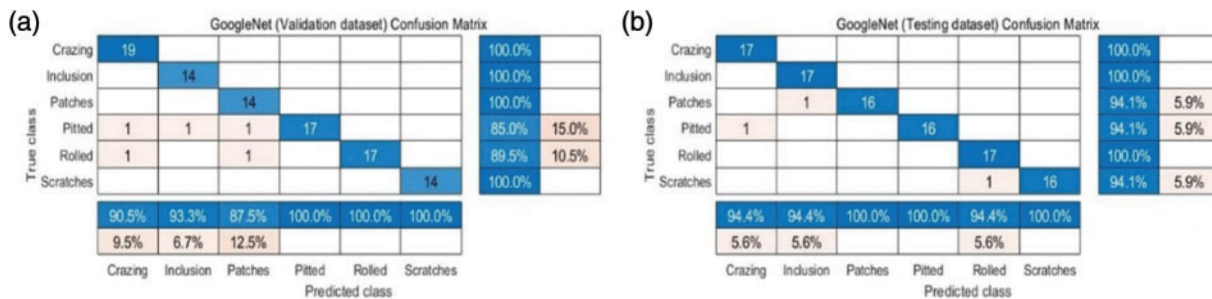 (a)
GoogleNet (Validation dataset) Confusion Matrix
Crazing 19 100.0%
Inclusion 14 100.0%
Patches 14 100.0%
Pitted 1 1 1 17 85.0% 15.0%
Rolled 1 1 17 89.5% 10.5%
Scratches 14 100.0%
True class
90.5% 93.3% 87.5% 100.0% 100.0% 100.0%
9.5% 6.7% 12.5%
Crazing Inclusion Patches Pitted Rolled Scratches
Predicted class
(b)
GoogleNet (Testing dataset) Confusion Matrix
Crazing 17 100.0%
Inclusion 17 100.0%
Patches 1 16 94.1% 5.9%
Pitted 1 16 94.1% 5.9%
Rolled 17 100.0%
Scratches 1 16 94.1% 5.9%
True class
94.4% 94.4% 100.0% 100.0% 94.4% 100.0%
5.6% 5.6% 5.6%
Crazing Inclusion Patches Pitted Rolled Scratches
Predicted class